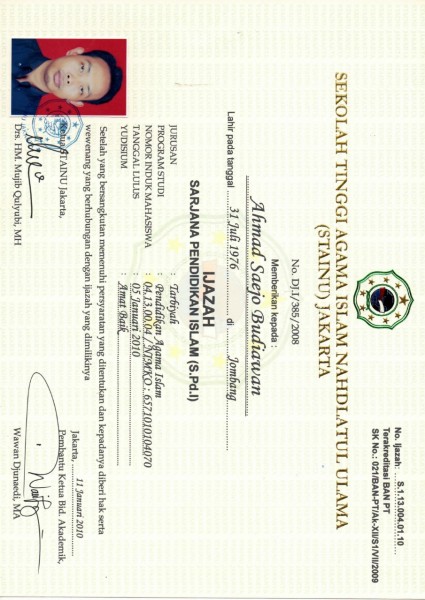 No. Ijazah: S.1.13.004.01.10
Terakreditasi BAN PT
SK No.: 021/BAN-PT/Ak-XII/S1/VII/2009
SEKOLAH TINGGI AGAMA ISLAM NAHDLATUL ULAMA
(STAINU) JAKARTA
No. DJ.I/385/2008
Memberikan kepada :
Ahmad Saejo Budiawan
Lahir pada tanggal 31 Juli 1976 di Jombang
IJAZAH
SARJANA PENDIDIKAN ISLAM (S.Pd.I)
JURUSAN : Tarbiyah
PROGRAM STUDI : Pendidikan Agama Islam
NOMOR INDUK MAHASISWA : 04.13.00.04 / NIMKO : 657101010407​0
TANGGAL LULUS : 05 Januari 2010
YUDISIUM : Amat Baik
Setelah yang bersangkutan memenuhi persyaratan yang ditentukan dan kepadanya diberi hak serta
wewenang yang berhubungan dengan ijazah yang dimilikinya
Jakarta, 11 Januari 2010
STAINU Jakarta,
Pembantu Ketua Bid. Akademik,
Drs. HM. Mujib Qulyubi, MH
Wawan Djunaedi, MA